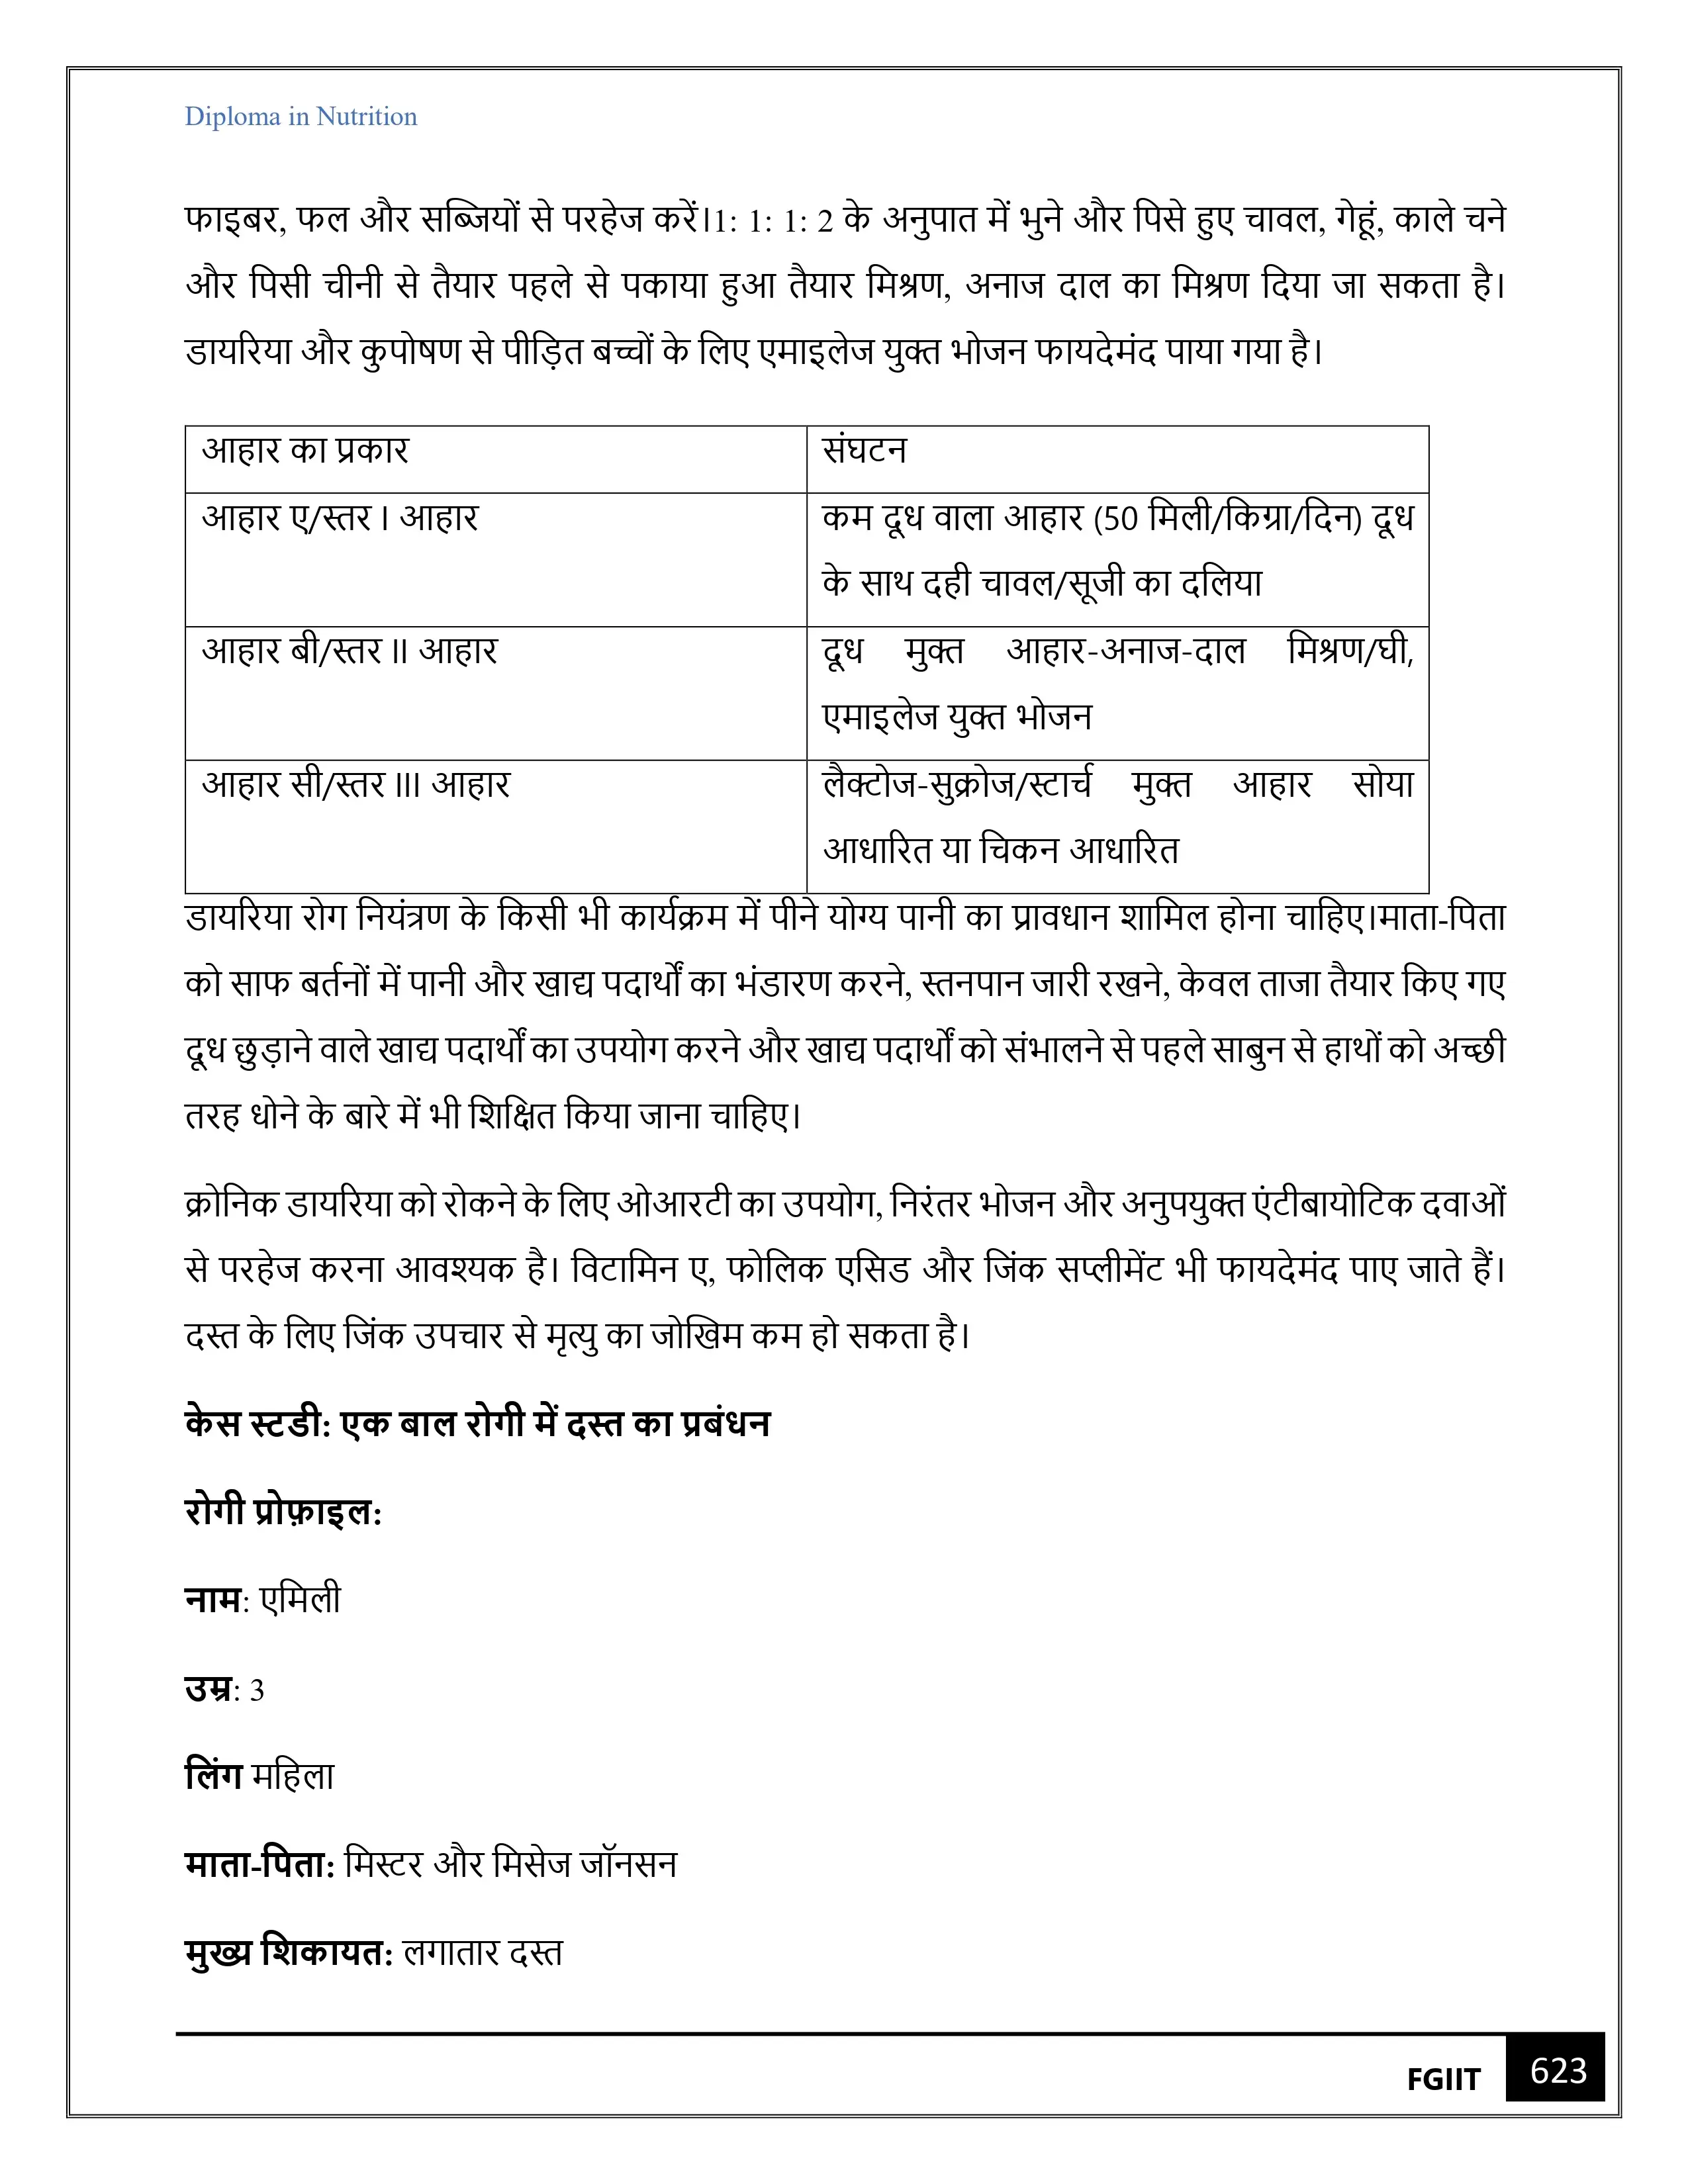 Diploma in Nutrition
फाइबर, फल और सब्जियों से परहेज करें।1: 1: 1: 2 के अनुपात में भुने और पिसे हुए चावल, गेहूं, काले चने
और पिसी चीनी से तैयार पहले से पकाया हुआ तैयार मिश्रण, अनाज दाल का मिश्रण दिया जा सकता है।
डायरिया और कुपोषण से पीड़ित बच्चों के लिए एमाइलेज युक्त भोजन फायदेमंद पाया गया है।
आहार का प्रकार
संघटन
आहार ए/स्तर I आहार
कम दूध वाला आहार (50 मिली/किग्रा/दिन) दूध
के साथ दही चावल/सूजी का दलिया
आहार बी/स्तर II आहार
दूध मुक्त आहार-अनाज-दाल मिश्रण/घी,
एमाइलेज युक्त भोजन
आहार सी/स्तर III आहार
लैक्टोज-सुक्रोज/स्टार्च मुक्त आहार सोया
आधारित या चिकन आधारित
डायरिया रोग नियंत्रण के किसी भी कार्यक्रम में पीने योग्य पानी का प्रावधान शामिल होना चाहिए।माता-पिता
को साफ बर्तनों में पानी और खाद्य पदार्थों का भंडारण करने, स्तनपान जारी रखने, केवल ताजा तैयार किए गए
दूध छुड़ाने वाले खाद्य पदार्थों का उपयोग करने और खाद्य पदार्थों को संभालने से पहले साबुन से हाथों को अच्छी
तरह धोने के बारे में भी शिक्षित किया जाना चाहिए।
क्रोनिक डायरिया को रोकने के लिए ओआरटी का उपयोग, निरंतर भोजन और अनुपयुक्त एंटीबायोटिक दवाओं
से परहेज करना आवश्यक है। विटामिन ए, फोलिक एसिड और जिंक सप्लीमेंट भी फायदेमंद पाए जाते हैं।
दस्त के लिए जिंक उपचार से मृत्यु का जोखिम कम हो सकता है।
केस स्टडी: एक बाल रोगी में दस्त का प्रबंधन
रोगी प्रोफ़ाइल:
नाम: एमिली
उम्र: 3
लिंग महिला
माता-पिता: मिस्टर और मिसेज जॉनसन
मुख्य शिकायत: लगातार दस्त
FGIIT 623